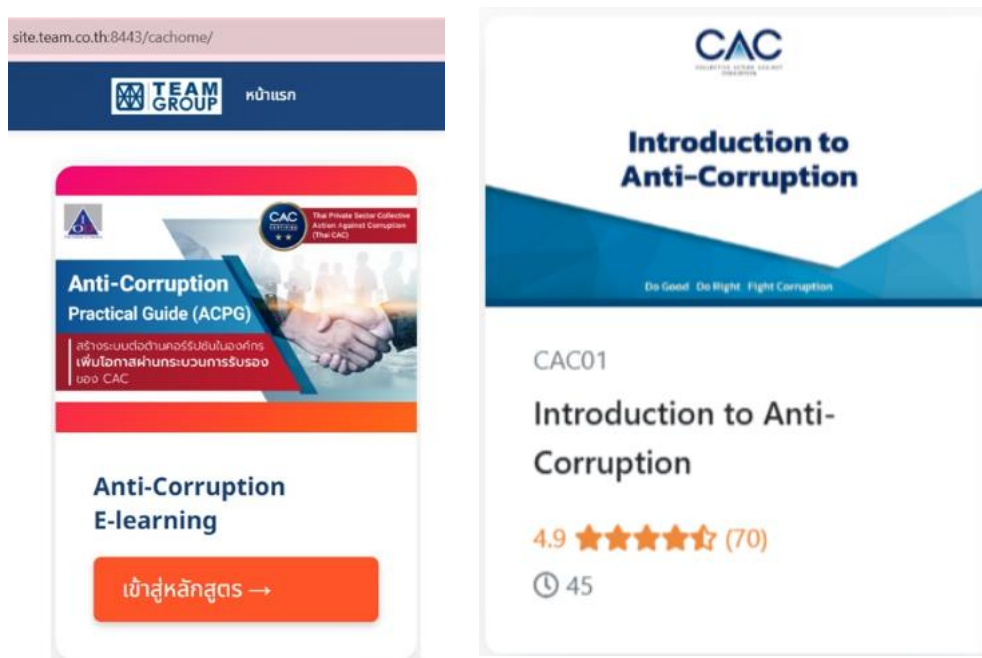 site.team.co.th:8443/cachome/
TEAM
GROUP
หน้าแรก
CAC
Thai Private Sector Collective
Action Against Corruption
(Thai CAC)
Anti-Corruption
Practical Guide (ACPG)
สร้างระบบต่อต้านคอร์รัปชันในองค์กร
เพิ่มโอกาสผ่านกระบวนการรับรอง
ของ CAC
Anti-Corruption
E-learning
เข้าสู่หลักสูตร →
CAC
COLLECTIVE ACTION AGAINST
CORRUPTION
Introduction to
Anti-Corruption
Do Good Do Right Fight Corruption
CAC01
Introduction to Anti-
Corruption
4.9 (70)
45